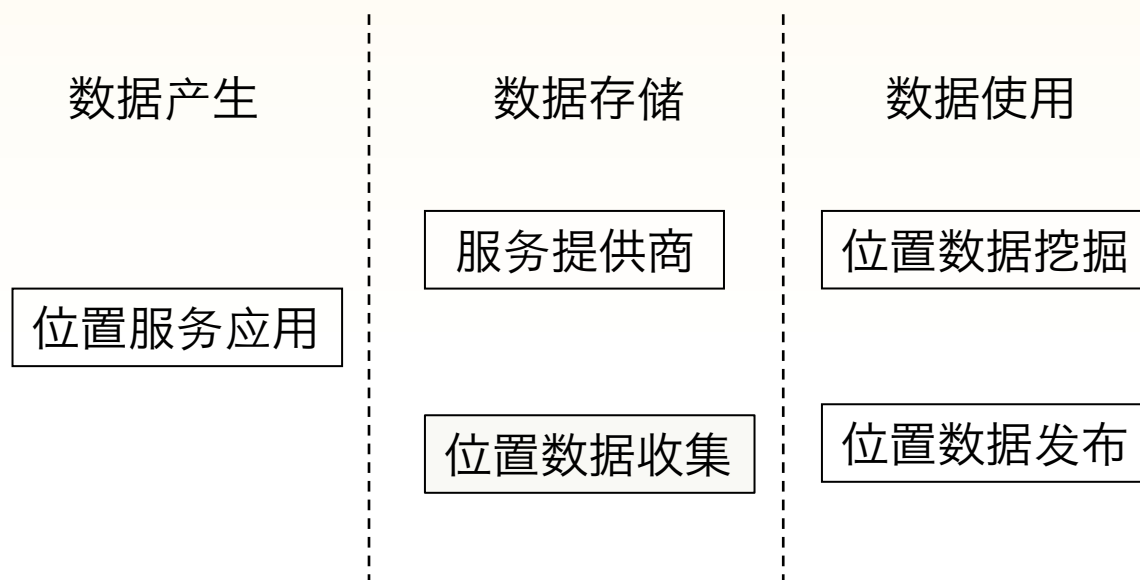 数据产生
数据存储
数据使用
服务提供商
位置数据挖掘
位置服务应用
位置数据收集
位置数据发布